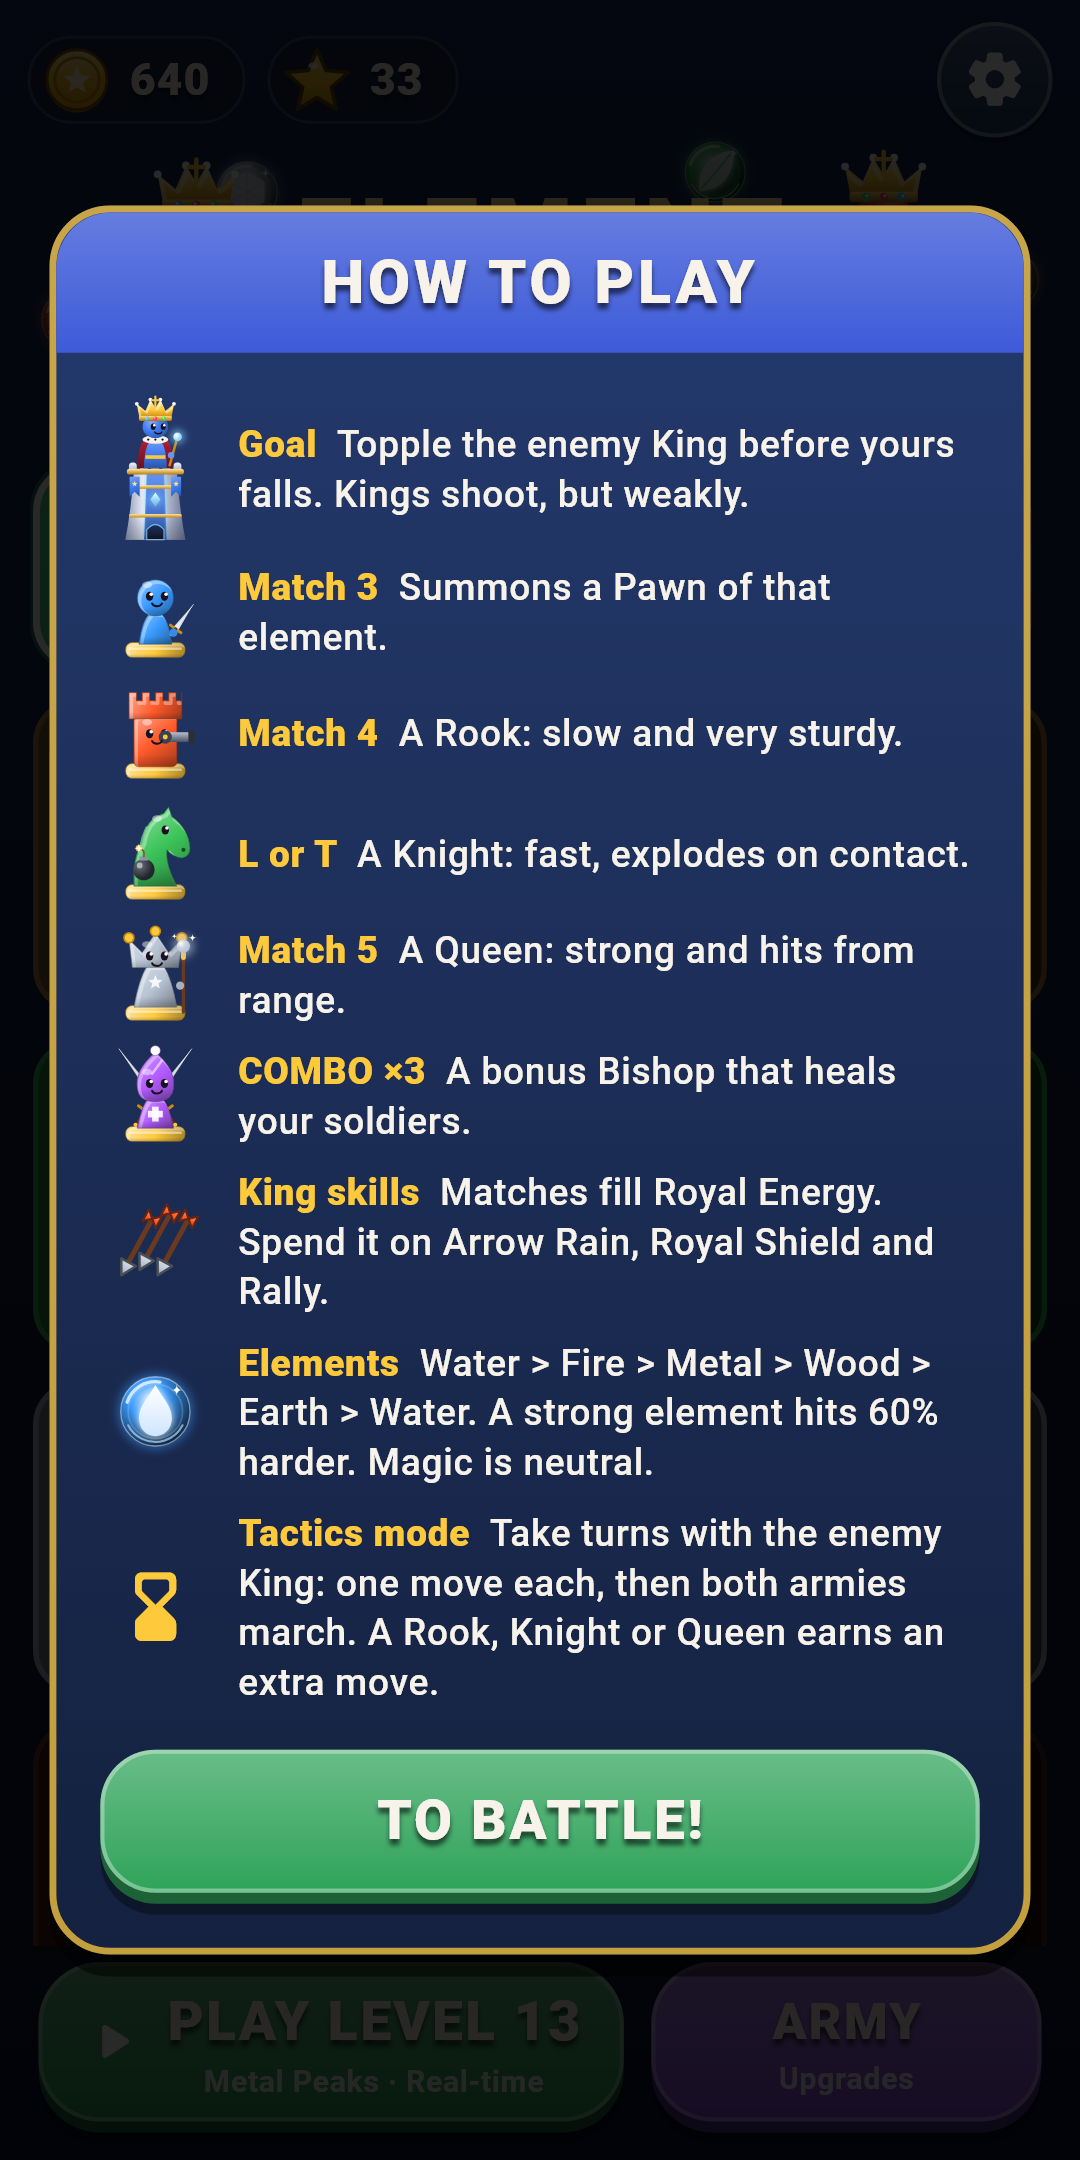 640
33
ELEMENT
HOW TO PLAY
Goal Topple the enemy King before yours
falls. Kings shoot, but weakly.
Match 3 Summons a Pawn of that
element.
Match 4 A Rook: slow and very sturdy.
L or T A Knight: fast, explodes on contact.
Match 5 A Queen: strong and hits from
range.
COMBO ×3 A bonus Bishop that heals
your soldiers.
King skills Matches fill Royal Energy.
Spend it on Arrow Rain, Royal Shield and
Rally.
Elements Water > Fire > Metal > Wood >
Earth > Water. A strong element hits 60%
harder. Magic is neutral.
Tactics mode Take turns with the enemy
King: one move each, then both armies
march. A Rook, Knight or Queen earns an
extra move.
TO BATTLE!
PLAY LEVEL 13
Metal Peaks · Real-time
ARMY
Upgrades